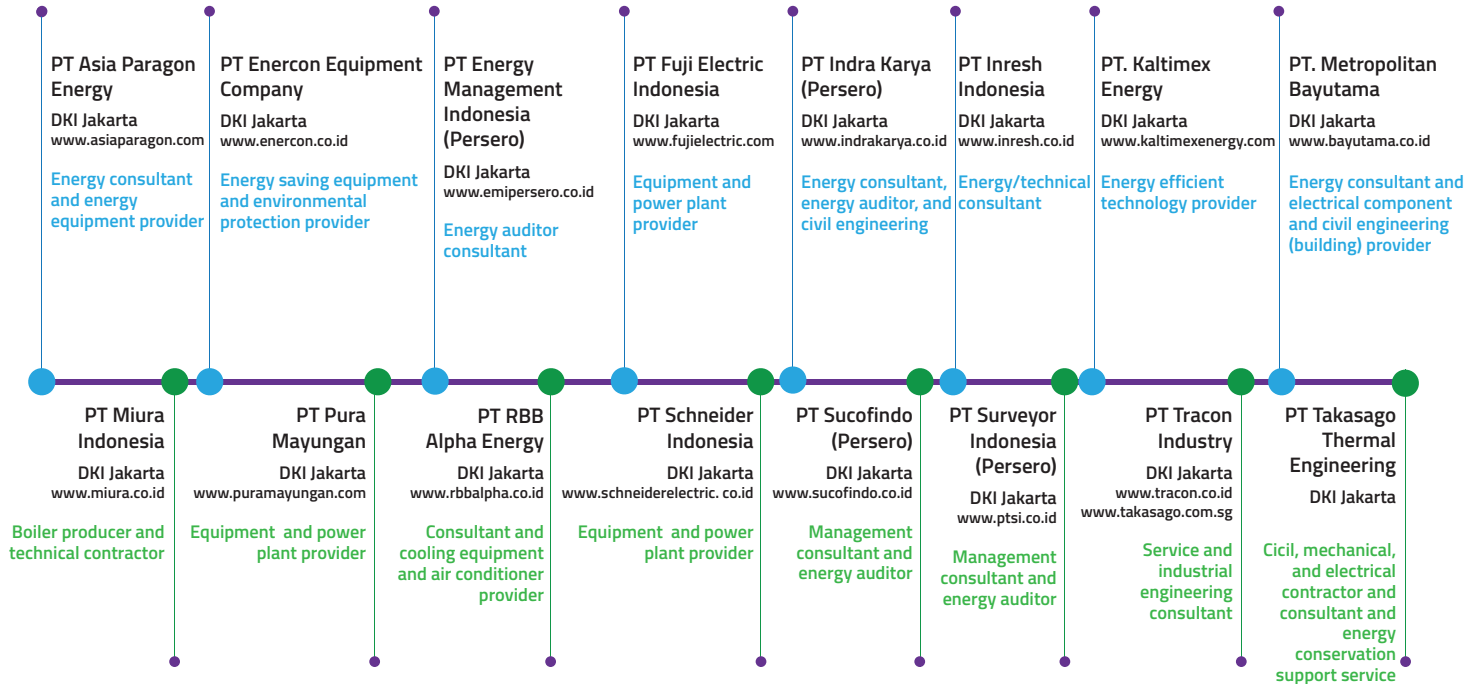 PT Asia Paragon
Energy
DKI Jakarta
www.asiaparagon.com
Energy consultant
and energy
equipment provider
PT Enercon Equipment
Company
DKI Jakarta
www.enercon.co.id
Energy saving equipment
and environmental
protection provider
PT Energy
Management
Indonesia
(Persero)
DKI Jakarta
www.emipersero.co.id
Energy auditor
consultant
PT Fuji Electric
Indonesia
DKI Jakarta
www.fujielectric.com
Equipment and
power plant
provider
PT Indra Karya
(Persero)
DKI Jakarta
www.indrakarya.co.id
Energy consultant,
energy auditor, and
civil engineering
PT Inresh
Indonesia
DKI Jakarta
www.inresh.co.id
Energy/technical
consultant
PT. Kaltimex
Energy
DKI Jakarta
www.kaltimexenergy.com
Energy efficient
technology provider
PT. Metropolitan
Bayutama
DKI Jakarta
www.bayutama.co.id
Energy consultant and
electrical component
and civil engineering
(building) provider
PT Miura
Indonesia
DKI Jakarta
www.miura.co.id
Boiler producer and
technical contractor
PT Pura
Mayungan
DKI Jakarta
www.puramayungan.com
Equipment and power
plant provider
PT RBB
Alpha Energy
DKI Jakarta
www.rbbalpha.co.id
Consultant and
cooling equipment
and air conditioner
provider
PT Schneider
Indonesia
DKI Jakarta
www.schneiderelectric. co.id
Equipment and power
plant provider
PT Sucofindo
(Persero)
DKI Jakarta
www.sucofindo.co.id
Management
consultant and
energy auditor
PT Surveyor
Indonesia
(Persero)
DKI Jakarta
www.ptsi.co.id
Management
consultant and
energy auditor
PT Tracon
Industry
DKI Jakarta
www.tracon.co.id
www.takasago.com.sg
Service and
industrial
engineering
consultant
PT Takasago
Thermal
Engineering
DKI Jakarta
Cicil, mechanical,
and electrical
contractor and
consultant and
energy
conservation
support service